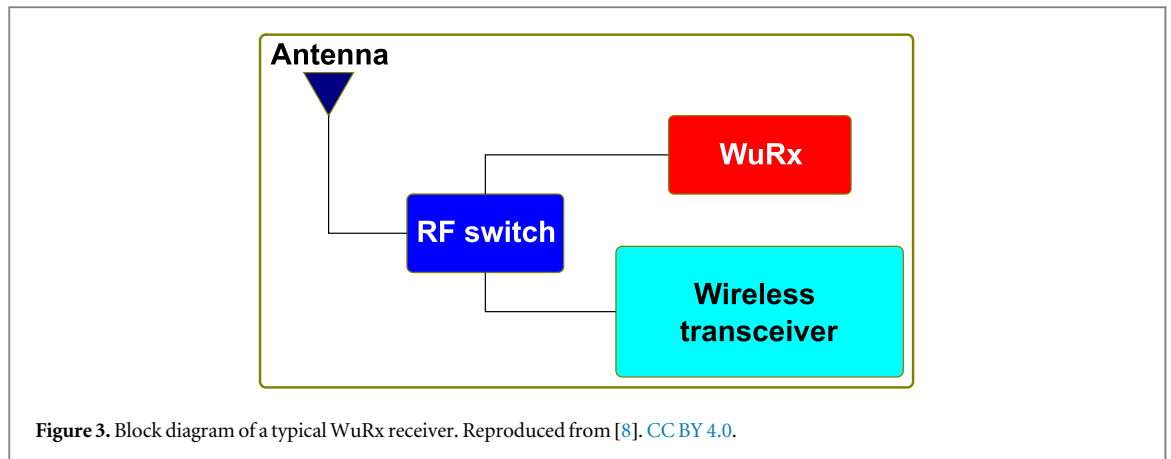 Antenna
WuRx
RF switch
Wireless
transceiver
Figure 3. Block diagram of a typical WuRx receiver. Reproduced from [8]. CC BY 4.0.